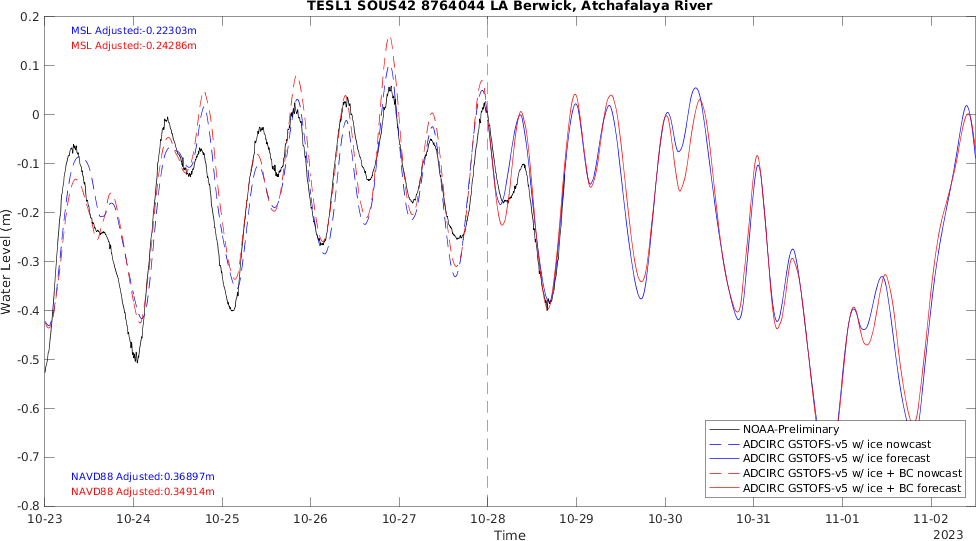 TESL1 SOUS42 8764044 LA Berwick, Atchafalaya River
MSL Adjusted:-0.22303m
MSL Adjusted:-0.24286m
0.2
0.1
0
-0.1
-0.2
-0.3
-0.4
-0.5
-0.6
-0.7
-0.8
Water Level (m)
NAVD88 Adjusted:0.36897m
NAVD88 Adjusted:0.34914m
NOAA-Preliminary
ADCIRC GSTOFS-v5 w/ ice nowcast
ADCIRC GSTOFS-v5 w/ ice forecast
ADCIRC GSTOFS-v5 w/ ice + BC nowcast
ADCIRC GSTOFS-v5 w/ ice + BC forecast
10-23 10-24 10-25 10-26 10-27 10-28 10-29 10-30 10-31 11-01 11-02
Time
2023